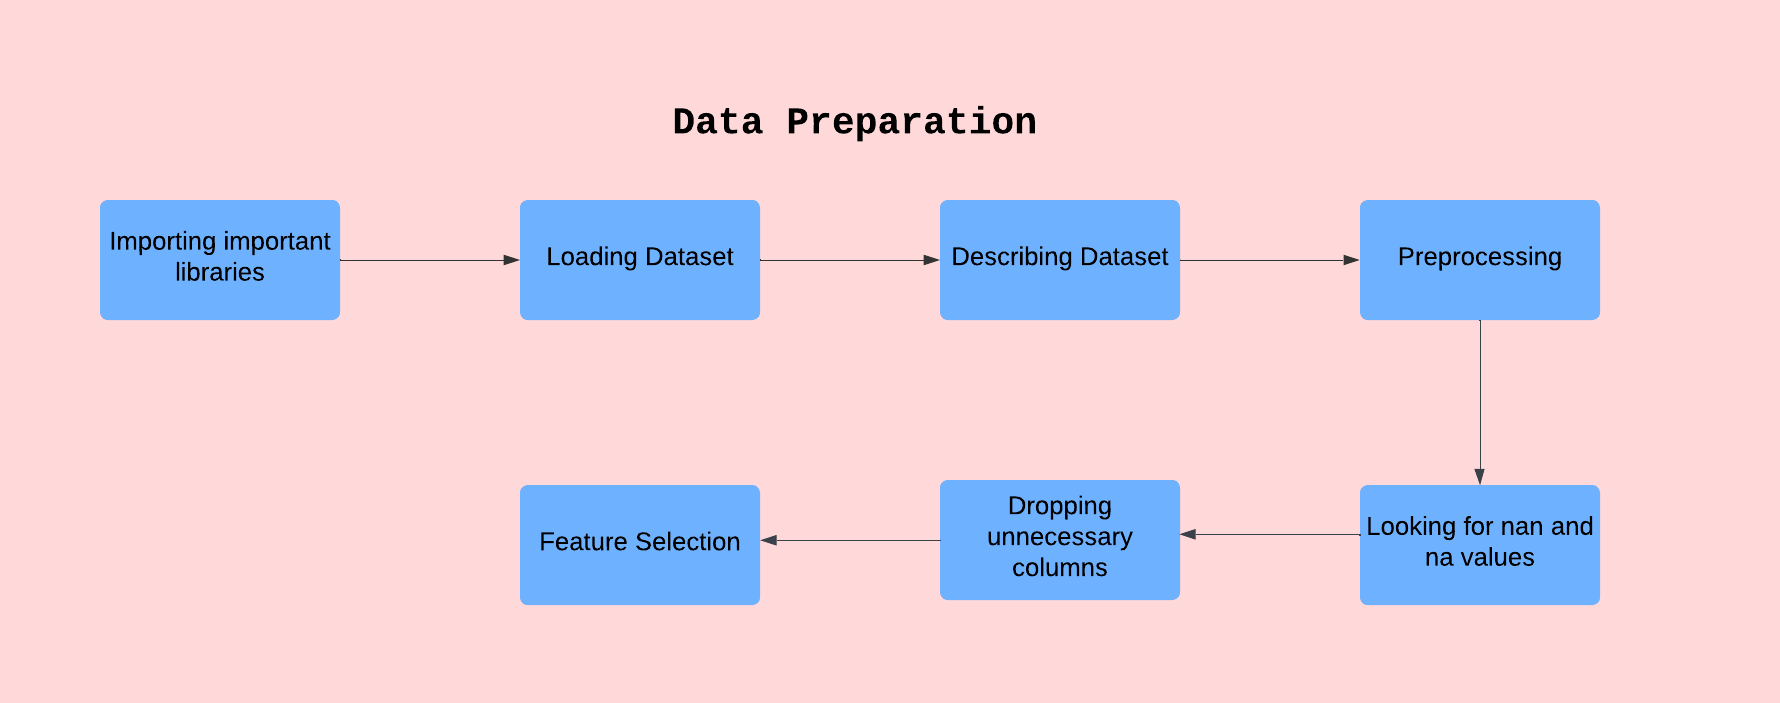 Data Preparation
Importing important
libraries
Loading Dataset
Describing Dataset
Preprocessing
Looking for nan and
na values
Dropping
unnecessary
columns
Feature Selection